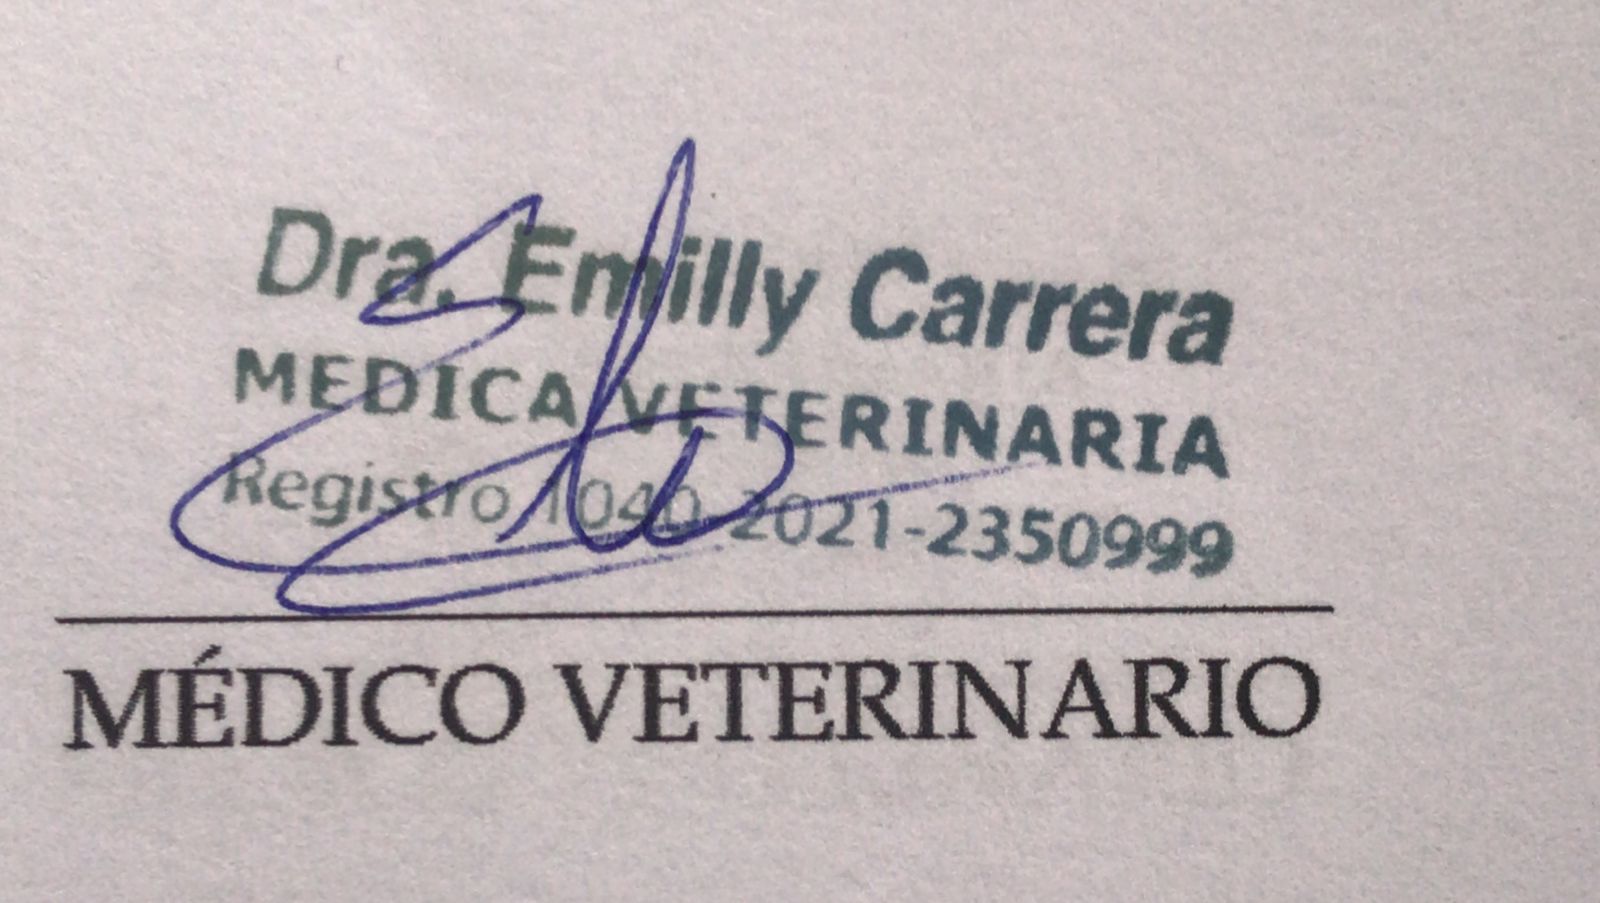 Dra. Emilly Carrera
MEDICA VETERINARIA
Registro 1040-2021-2350999
MÉDICO VETERINARIO